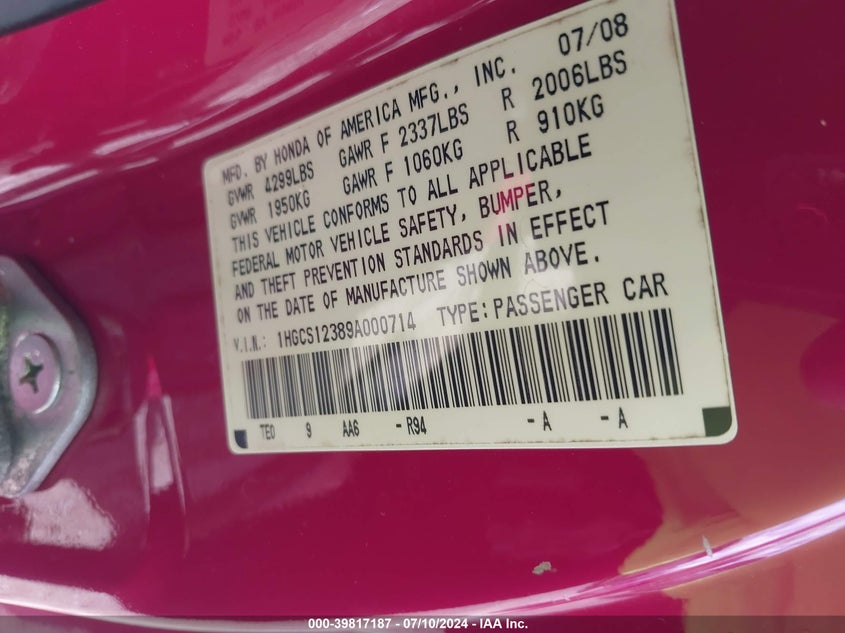 MFD. BY HONDA OF AMERICA MFG., INC. 07/08
GVWR 4299LBS GAWR F 2337LBS R 2006LBS
GVWR 1950KG GAWR F 1060KG R 910KG
THIS VEHICLE CONFORMS TO ALL APPLICABLE
FEDERAL MOTOR VEHICLE SAFETY, BUMPER,
AND THEFT PREVENTION STANDARDS IN EFFECT
ON THE DATE OF MANUFACTURE SHOWN ABOVE.
V.I.N.: 1HGCS12389A000714 TYPE:PASSENGER CAR
TE0 9 AA6 -R94 -A -A
000-39817187 - 07/10/2024 - IAA Inc.